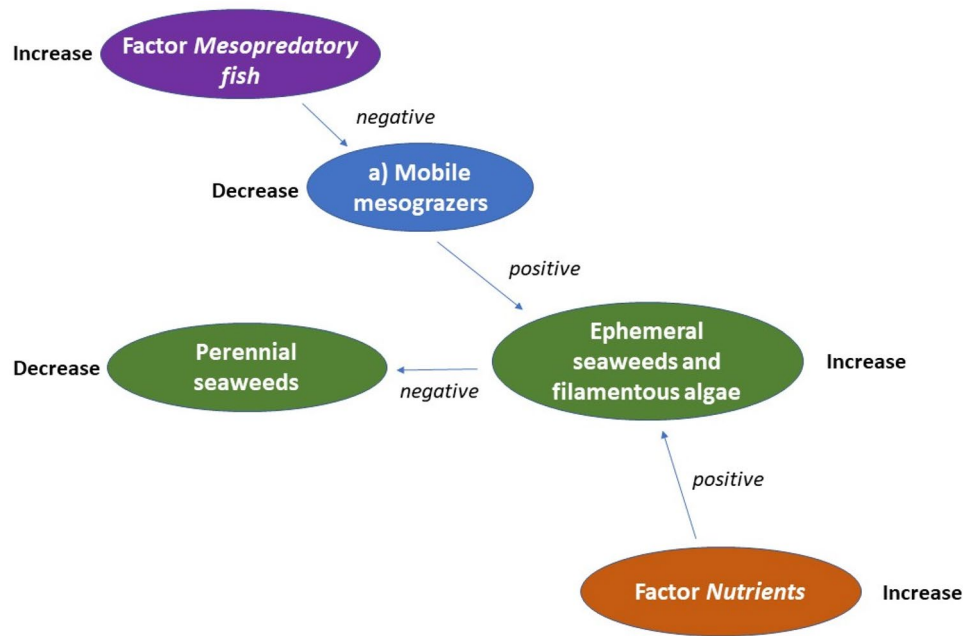 Increase
Factor Mesopredatory
fish
negative
Decrease
a) Mobile
mesograzers
positive
Decrease
Perennial
seaweeds
negative
Ephemeral
seaweeds and
filamentous algae
Increase
positive
Factor Nutrients
Increase